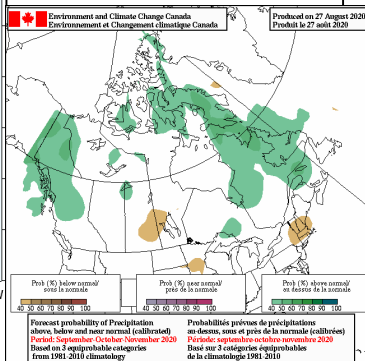 Environment and Climate Change Canada
Environnement et Changement climatique Canada
Produced on 27 August 2020
Produit le 27 août 2020
Prob (%) below normal/
sous la normale
40 50 60 70 80 90 100
Prob (%) near normal/
près de la normale
40 50 60 70 80 90 100
Prob (%) above normal/
au dessus de la normale
40 50 60 70 80 90 100
Forecast probability of Precipitation
above, below and near normal (calibrated)
Period: September-October-November 2020
Based on 3 equiprobable categories
from 1981-2010 climatology
Probabilités prévues de précipitations
au-dessus, sous et près de la normale (calibrées)
Période: septembre-octobre-novembre 2020
Basé sur 3 catégories équiprobables
de la climatologie 1981-2010